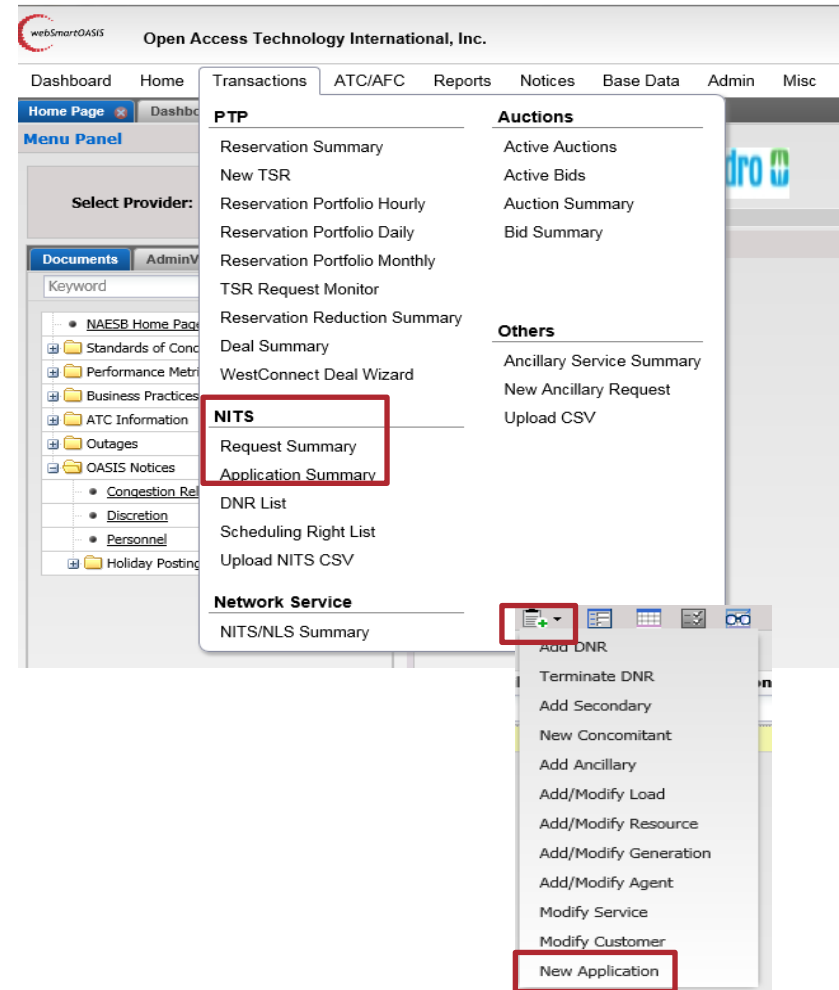 webSmartOASIS
Open Access Technology International, Inc.
Dashboard Home Transactions ATC/AFC Reports Notices Base Data Admin Misc
Home Page Dashbo
Menu Panel
Select Provider:
dro
Documents AdminV
Keyword
NAESB Home Page
Standards of Conc
Performance Metri
Business Practices
ATC Information
Outages
OASIS Notices
Congestion Rel
Discretion
Personnel
Holiday Posting
PTP
Reservation Summary
New TSR
Reservation Portfolio Hourly
Reservation Portfolio Daily
Reservation Portfolio Monthly
TSR Request Monitor
Reservation Reduction Summary
Deal Summary
WestConnect Deal Wizard
NITS
Request Summary
Application Summary
DNR List
Scheduling Right List
Upload NITS CSV
Network Service
NITS/NLS Summary
Auctions
Active Auctions
Active Bids
Auction Summary
Bid Summary
Others
Ancillary Service Summary
New Ancillary Request
Upload CSV
Add DNR
Terminate DNR
Add Secondary
New Concomitant
Add Ancillary
Add/Modify Load
Add/Modify Resource
Add/Modify Generation
Add/Modify Agent
Modify Service
Modify Customer
New Application